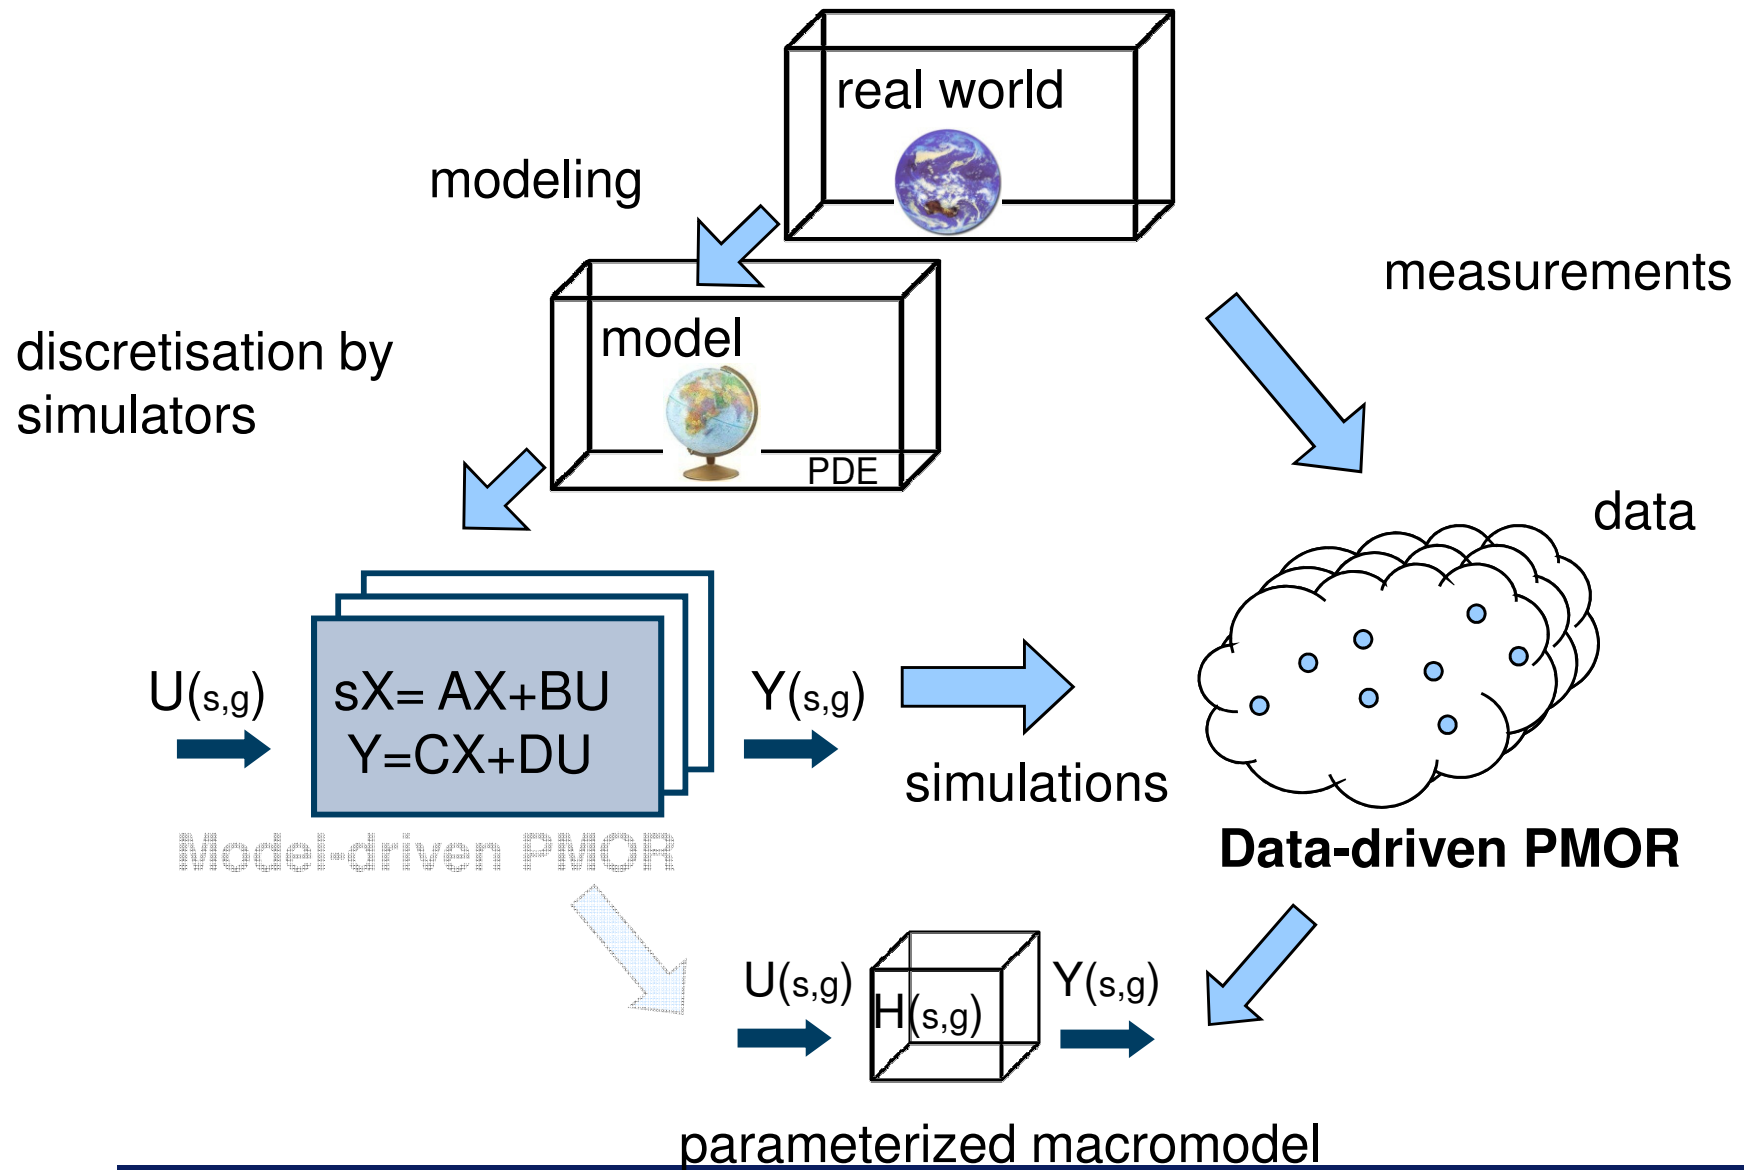 real world
modeling
measurements
discretisation by
simulators
model
PDE
data
U(s,g)
sX= AX+BU
Y=CX+DU
Y(s,g)
simulations
Model-driven PMOR
Data-driven PMOR
U(s,g)
H(s,g)
Y(s,g)
parameterized macromodel